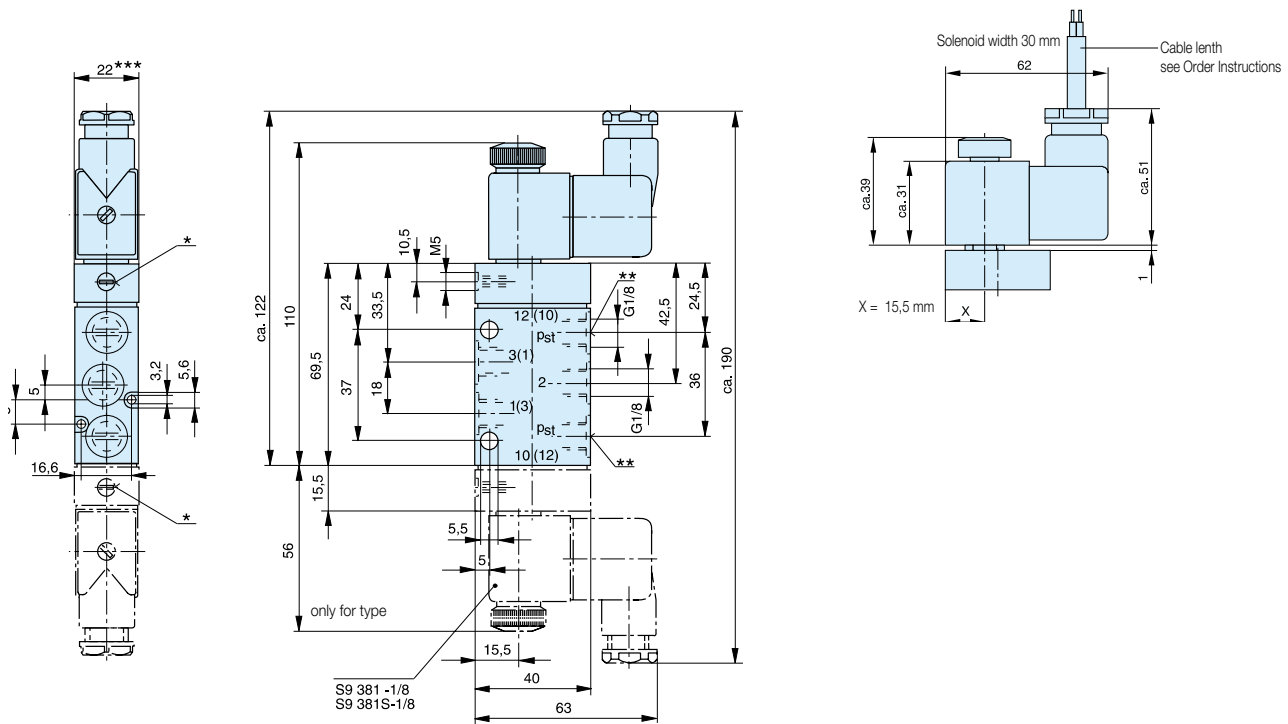 22***
*
5
3,2
5,6
16,6
*
ca. 122
110
69,5
24
37
33,5
18
10,5
M5
12 (10)
Pst
3(1)
2
1(3)
Pst
10 (12)
**
G1/8
42,5
24,5
36
G1/8
**
ca. 190
15,5
56
5,5
5
only for type
S9 381 -1/8
S9 381S-1/8
15,5
40
63
Solenoid width 30 mm
62
Cable lenth
see Order Instructions
ca.39
ca. 31
ca. 51
1
X = 15,5 mm
X